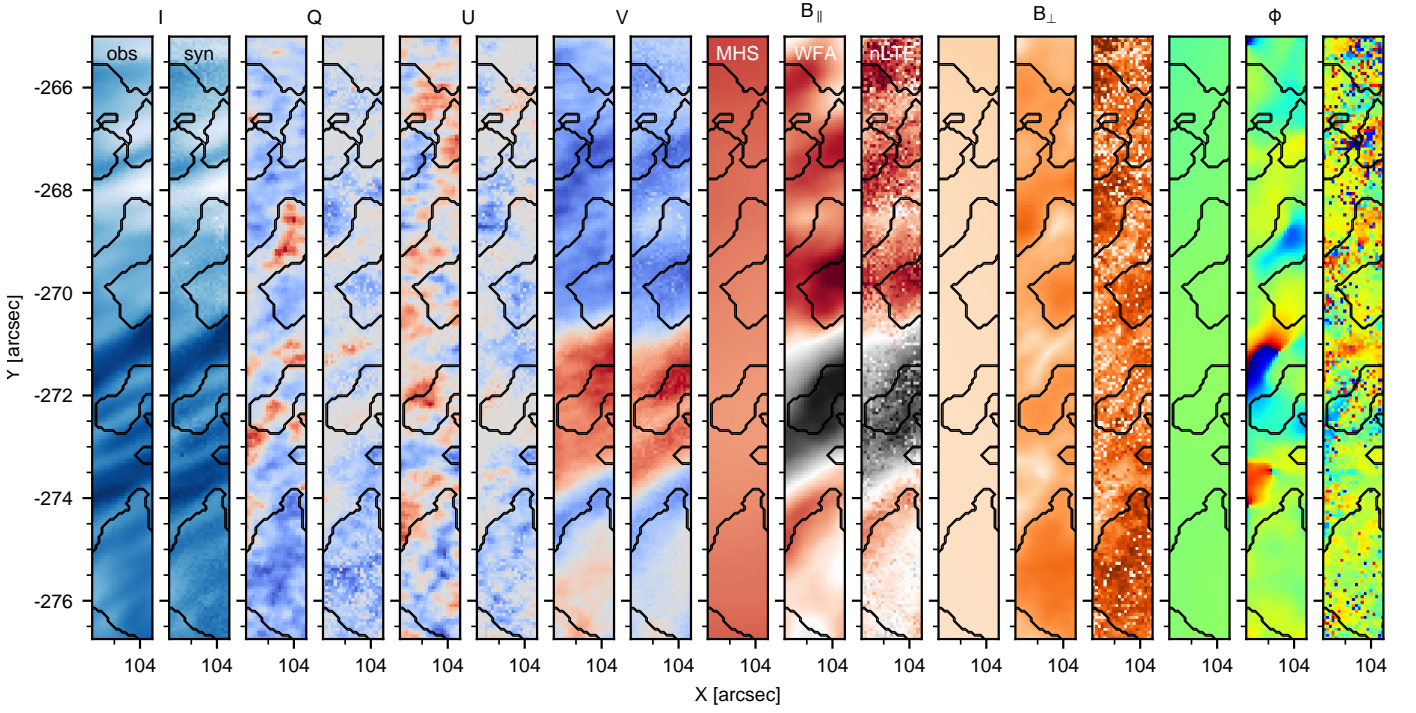 I Q U V B∥ B⊥ ϕ
obs syn MHS WFA nLTE
-266
-268
-270
-272
-274
-276
Y [arcsec]
104 104 104 104 104 104 104 104 104 104 104 104 104 104 104 104 104
X [arcsec]